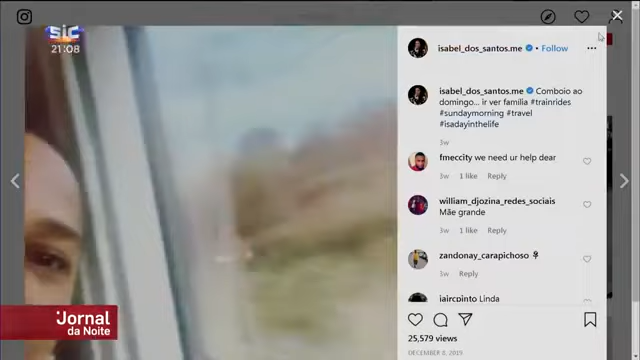 SIC
21:08
isabel_dos_santos.me • Follow
isabel_dos_santos.me Comboio ao
domingo... ir ver família #trainrides
#sundaymorning #travel
#isadayinthelife
3w
fmeccity we need ur help dear
3w 1 like Reply
william_djozina_redes_sociais
Mãe grande
3w 1 like Reply
zandonay_carapichoso
3w Reply
iaircpinto Linda
25,579 views
DECEMBER 8, 2019
Jornal
da Noite